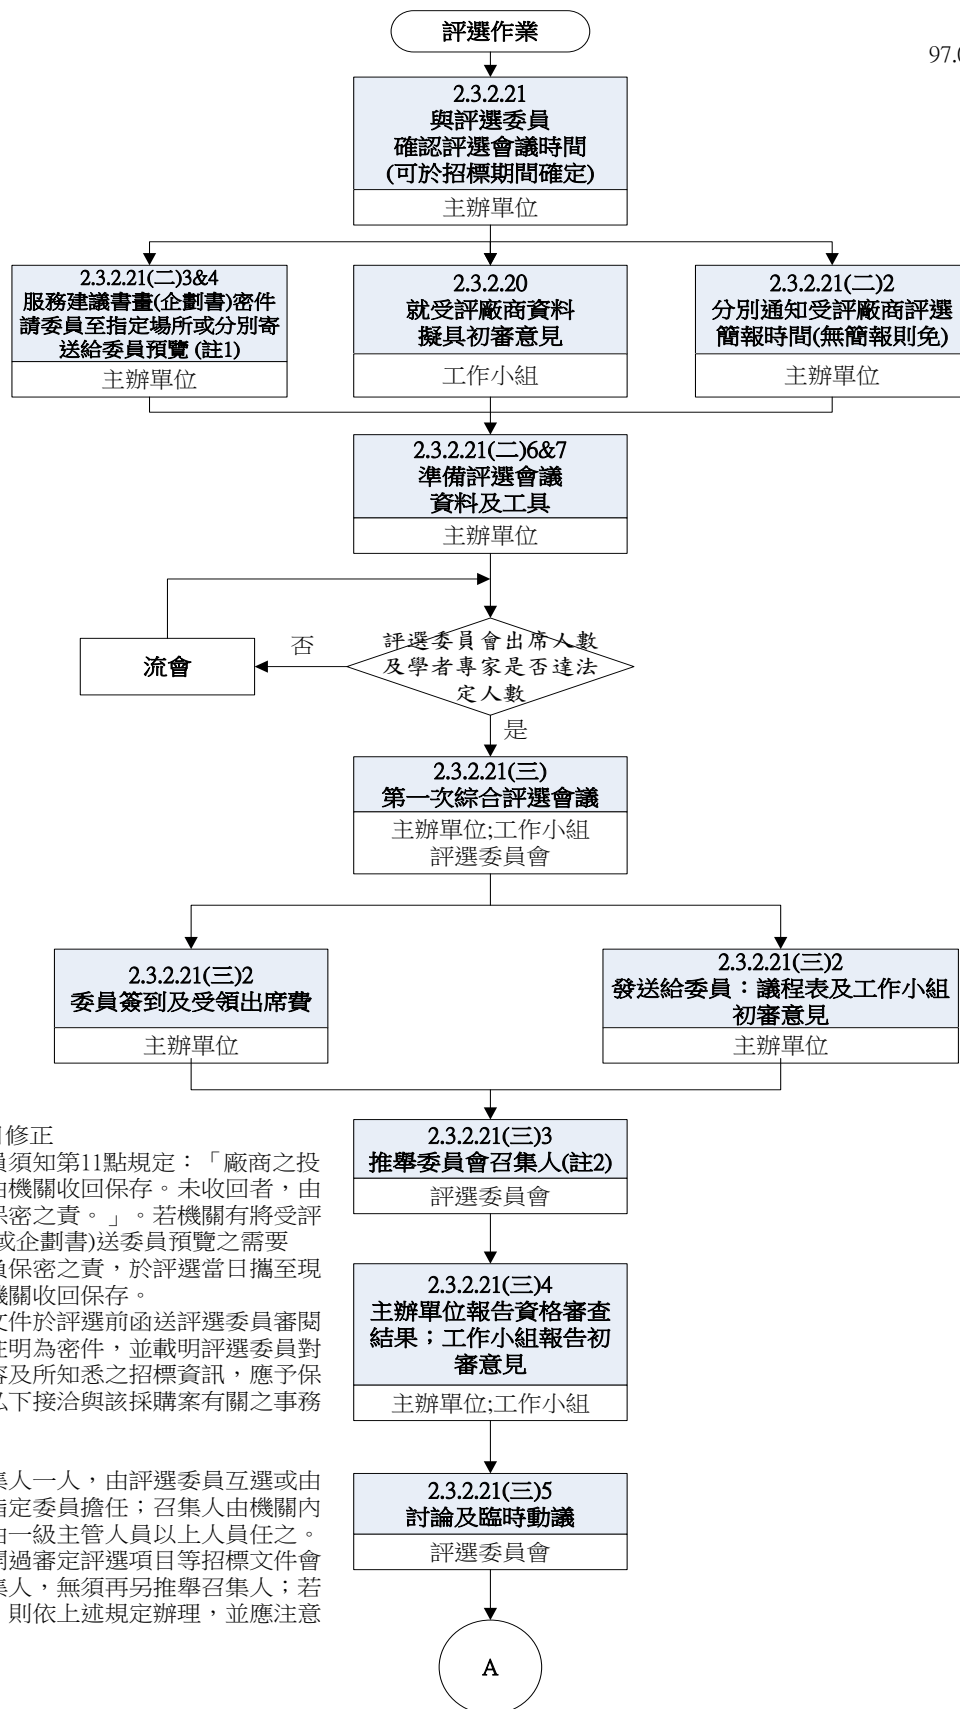 評選作業
97.0
2.3.2.21
與評選委員
確認評選會議時間
(可於招標期間確定)
主辦單位
2.3.2.21(二)3&4
服務建議書畫(企劃書)密件
請委員至指定場所或分別寄
送給委員預覽 (註1)
主辦單位
2.3.2.20
就受評廠商資料
擬具初審意見
工作小組
2.3.2.21(二)2
分別通知受評廠商評選
簡報時間(無簡報則免)
主辦單位
2.3.2.21(二)6&7
準備評選會議
資料及工具
主辦單位
評選委員會出席人數
及學者專家是否達法
定人數
否
流會
是
2.3.2.21(三)
第一次綜合評選會議
主辦單位;工作小組
評選委員會
2.3.2.21(三)2
委員簽到及受領出席費
主辦單位
2.3.2.21(三)2
發送給委員：議程表及工作小組
初審意見
主辦單位
2.3.2.21(三)3
推舉委員會召集人(註2)
評選委員會
2.3.2.21(三)4
主辦單位報告資格審查
結果；工作小組報告初
審意見
主辦單位;工作小組
2.3.2.21(三)5
討論及臨時動議
評選委員會
A
修正
員須知第11點規定：「廠商之投
由機關收回保存。未收回者，由
保密之責。」。若機關有將受評
或企劃書)送委員預覽之需要
負保密之責，於評選當日攜至現
機關收回保存。
文件於評選前函送評選委員審閱
註明為密件，並載明評選委員對
容及所知悉之招標資訊，應予保
私下接洽與該採購案有關之事務
集人一人，由評選委員互選或由
指定委員擔任；召集人由機關內
由一級主管人員以上人員任之。
開過審定評選項目等招標文件會
集人，無須再另推舉召集人；若
則依上述規定辦理，並應注意